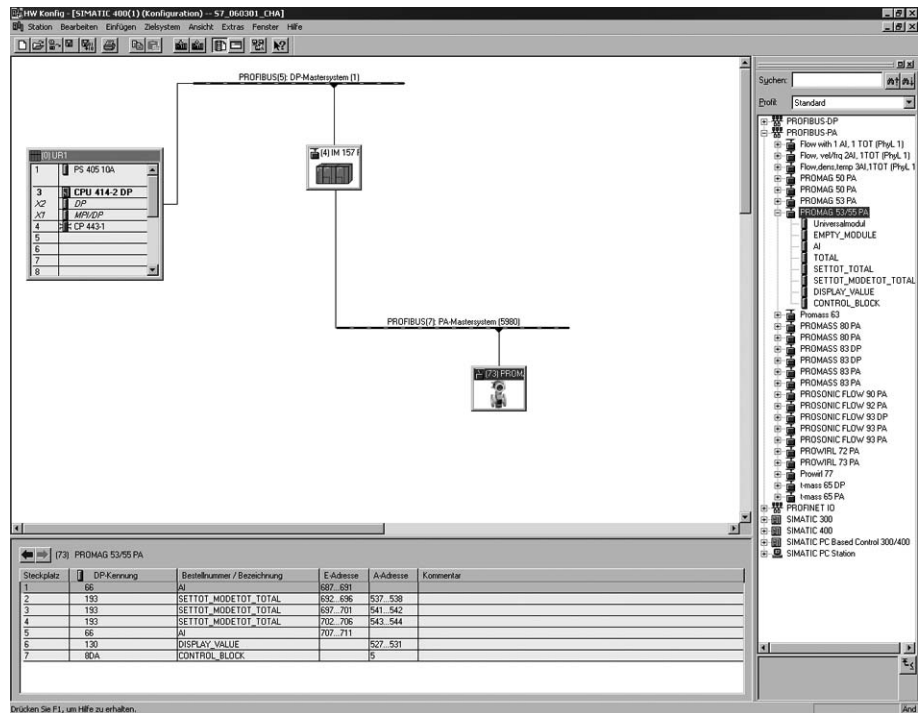 HW Konfig - [SIMATIC 400(1) (Konfiguration) -- S7_060301_CHA]
Station Bearbeiten Einfügen Zielsystem Ansicht Extras Fenster Hilfe
PROFIBUS(5): DP-Mastersystem (1)
(0) UR1
1 PS 405 10A
3 CPU 414-2 DP
X2 DP
X1 MPI/DP
4 CP 443-1
5
6
7
8
(4) IM 157
PROFIBUS(7): PA-Mastersystem (5980)
(73) PROM
Suchen:
Profil: Standard
PROFIBUS-DP
PROFIBUS-PA
Flow with 1 AI, 1 TOT (PhyL 1)
Flow, vel/frq 2AI, 1TOT (PhyL 1)
Flow,dens,temp 3AI,1TOT (PhyL 1
PROMAG 50 PA
PROMAG 50 PA
PROMAG 53 PA
PROMAG 53/55 PA
Universalmodul
EMPTY_MODULE
AI
TOTAL
SETTOT_TOTAL
SETTOT_MODETOT_TOTAL
DISPLAY_VALUE
CONTROL_BLOCK
Promass 63
PROMASS 80 PA
PROMASS 80 PA
PROMASS 83 DP
PROMASS 83 DP
PROMASS 83 PA
PROMASS 83 PA
PROSONIC FLOW 90 PA
PROSONIC FLOW 92 PA
PROSONIC FLOW 93 DP
PROSONIC FLOW 93 PA
PROSONIC FLOW 93 PA
PROWIRL 72 PA
PROWIRL 73 PA
Prowirl 77
t-mass 65 DP
t-mass 65 PA
PROFINET IO
SIMATIC 300
SIMATIC 400
SIMATIC PC Based Control 300/400
SIMATIC PC Station
(73) PROMAG 53/55 PA
Steckplatz DP-Kennung Bestellnummer / Bezeichnung E-Adresse A-Adresse Kommentar
1 66 AI 687...691
2 193 SETTOT_MODETOT_TOTAL 692...696 537...538
3 193 SETTOT_MODETOT_TOTAL 697...701 541...542
4 193 SETTOT_MODETOT_TOTAL 702...706 543...544
5 66 AI 707...711
6 130 DISPLAY_VALUE 527...531
7 8DA CONTROL_BLOCK 5
Drücken Sie F1, um Hilfe zu erhalten.
Änd